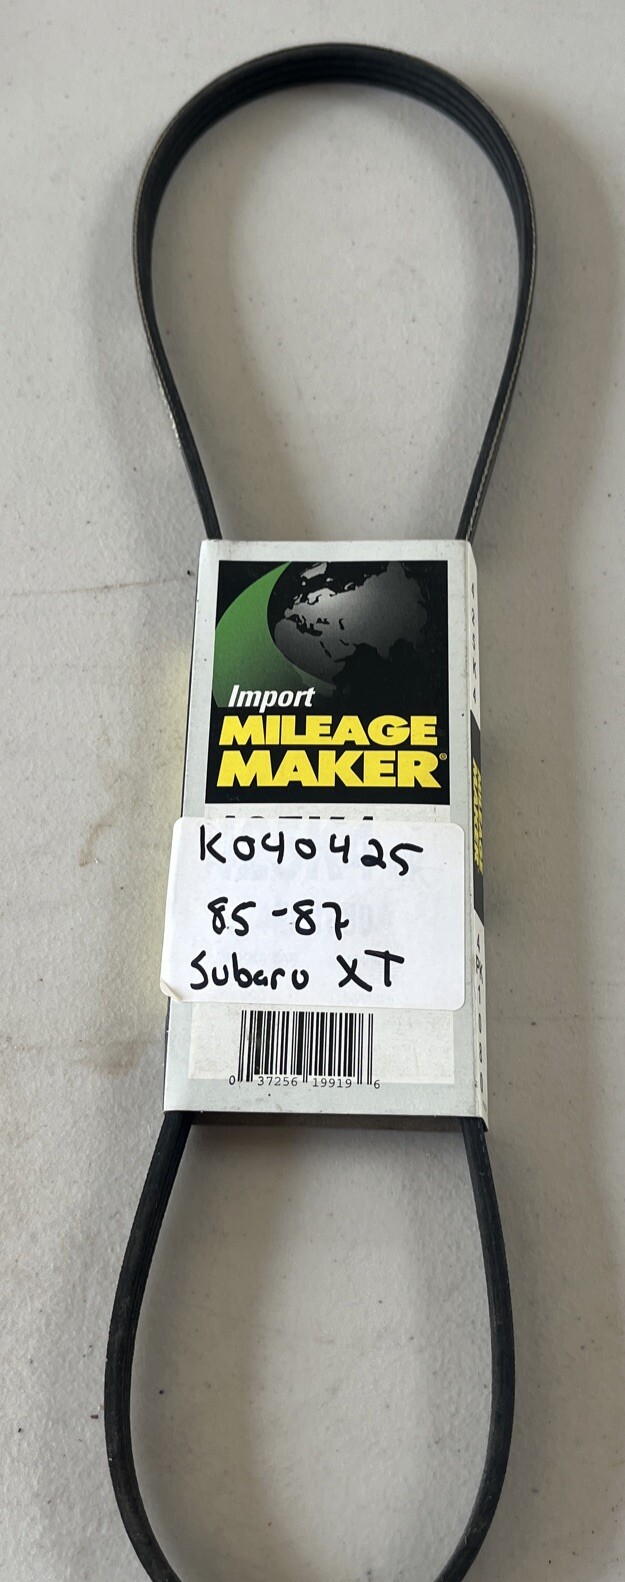 Import
MILEAGE
MAKER®
K040425
85-87
Subaru XT
0 37256 19919 6